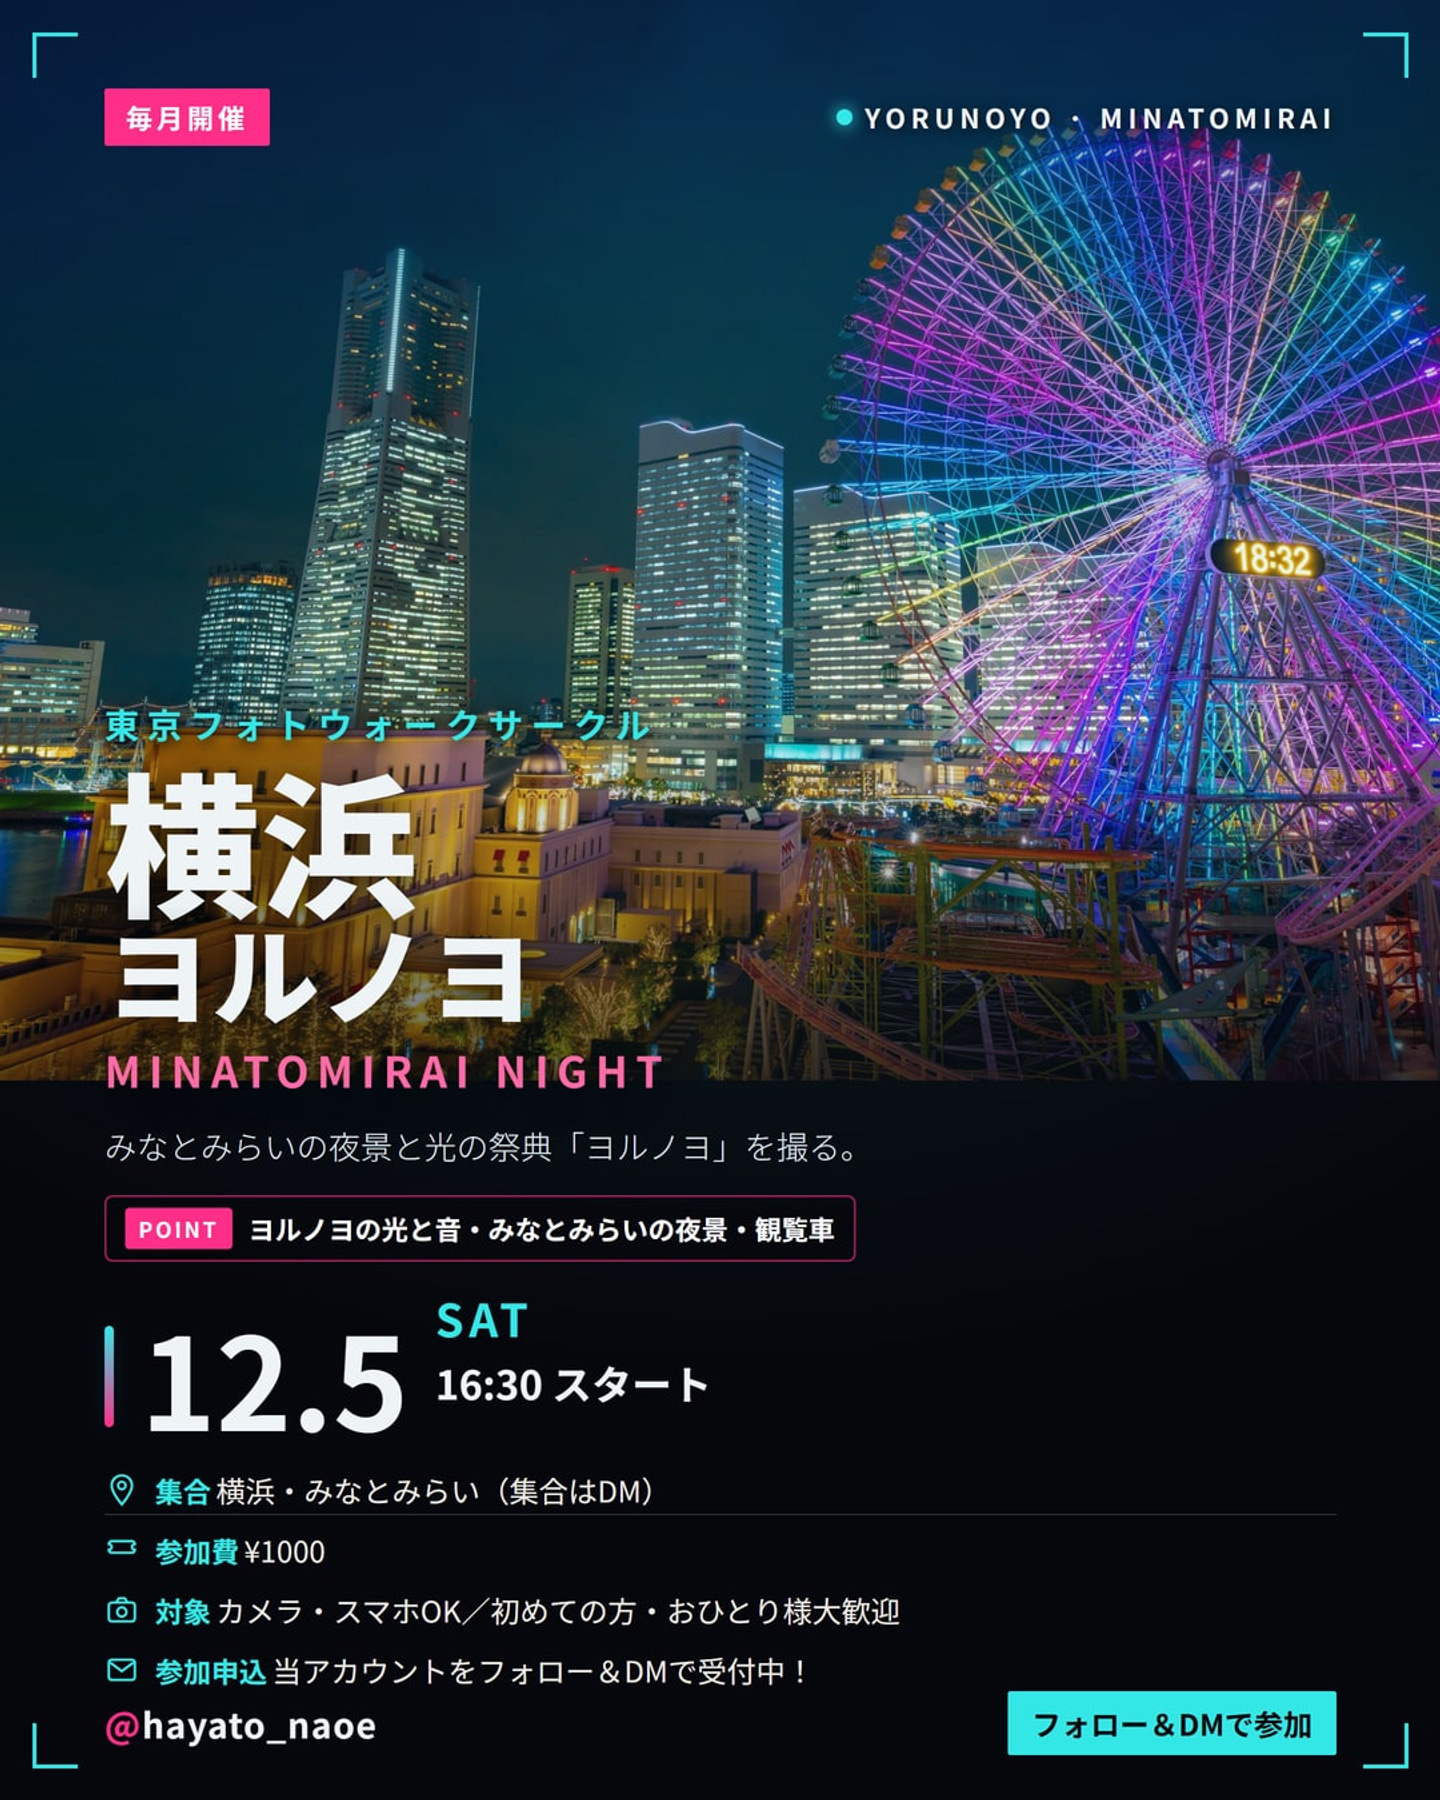 毎月開催
YORUNOYO · MINATOMIRAI
18:32
東京フォトウォークサークル
横浜
ヨルノヨ
MINATOMIRAI NIGHT
みなとみらいの夜景と光の祭典「ヨルノヨ」を撮る。
POINT ヨルノヨの光と音・みなとみらいの夜景・観覧車
12.5 SAT
16:30 スタート
集合 横浜・みなとみらい（集合はDM）
参加費 ¥1000
対象 カメラ・スマホOK／初めての方・おひとり様大歓迎
参加申込 当アカウントをフォロー＆DMで受付中！
@hayato_naoe
フォロー＆DMで参加